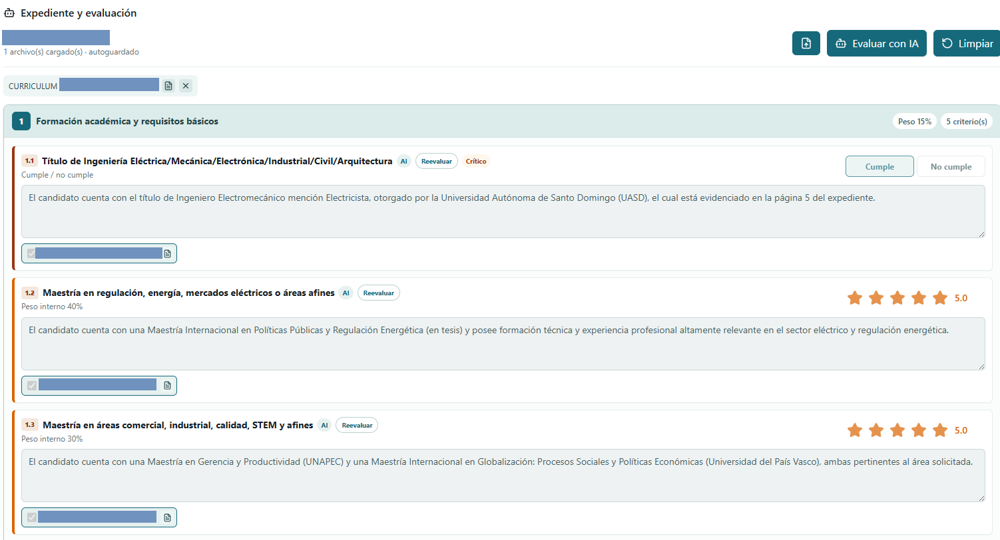 Expediente y evaluación
1 archivo(s) cargado(s) · autoguardado
Evaluar con IA
Limpiar
CURRICULUM
1 Formación académica y requisitos básicos
Peso 15%
5 criterio(s)
1.1 Título de Ingeniería Eléctrica/Mecánica/Electrónica/Industrial/Civil/Arquitectura AI Reevaluar Crítico
Cumple
No cumple
Cumple / no cumple
El candidato cuenta con el título de Ingeniero Electromecánico mención Electricista, otorgado por la Universidad Autónoma de Santo Domingo (UASD), el cual está evidenciado en la página 5 del expediente.
1.2 Maestría en regulación, energía, mercados eléctricos o áreas afines AI Reevaluar
5.0
Peso interno 40%
El candidato cuenta con una Maestría Internacional en Políticas Públicas y Regulación Energética (en tesis) y posee formación técnica y experiencia profesional altamente relevante en el sector eléctrico y regulación energética.
1.3 Maestría en áreas comercial, industrial, calidad, STEM y afines AI Reevaluar
5.0
Peso interno 30%
El candidato cuenta con una Maestría en Gerencia y Productividad (UNAPEC) y una Maestría Internacional en Globalización: Procesos Sociales y Políticas Económicas (Universidad del País Vasco), ambas pertinentes al área solicitada.